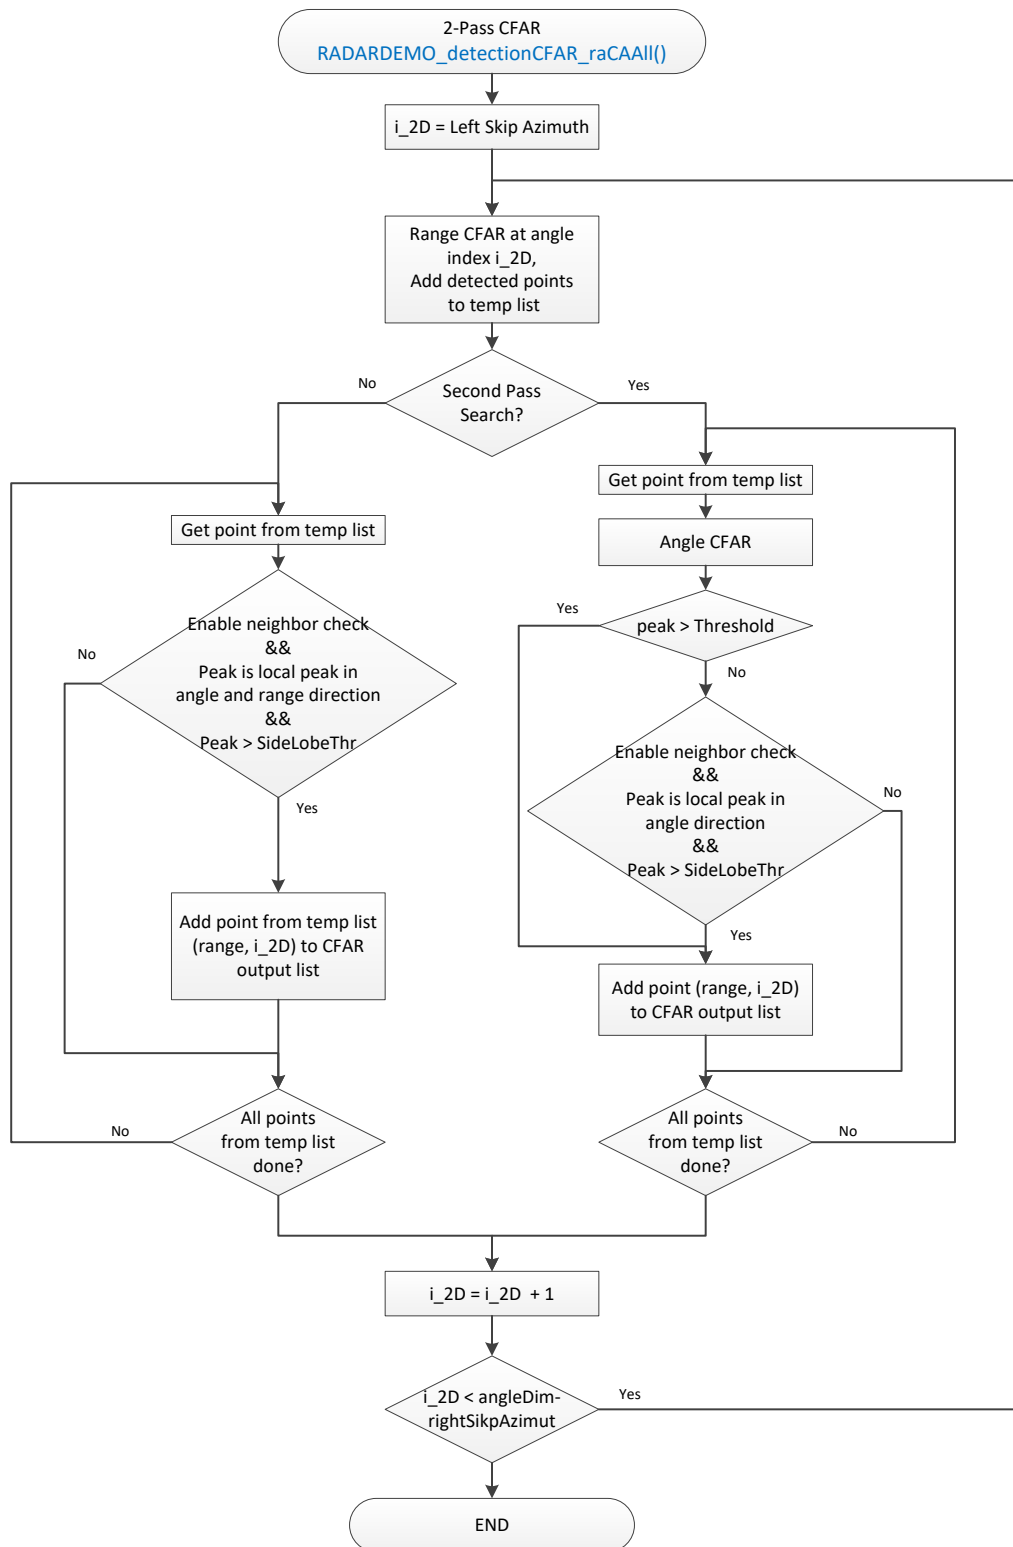 2-Pass CFAR
RADARDEMO_detectionCFAR_raCAAll()
i_2D = Left Skip Azimuth
Range CFAR at angle
index i_2D,
Add detected points
to temp list
Second Pass
Search?
No
Yes
Get point from temp list
Angle CFAR
peak > Threshold
Yes
No
Enable neighbor check
&&
Peak is local peak in
angle direction
&&
Peak > SideLobeThr
No
Yes
Add point (range, i_2D)
to CFAR output list
All points
from temp list
done?
No
Get point from temp list
Enable neighbor check
&&
Peak is local peak in
angle and range direction
&&
Peak > SideLobeThr
No
Yes
Add point from temp list
(range, i_2D) to CFAR
output list
All points
from temp list
done?
No
i_2D = i_2D + 1
i_2D < angleDim-
rightSikpAzimut
Yes
END